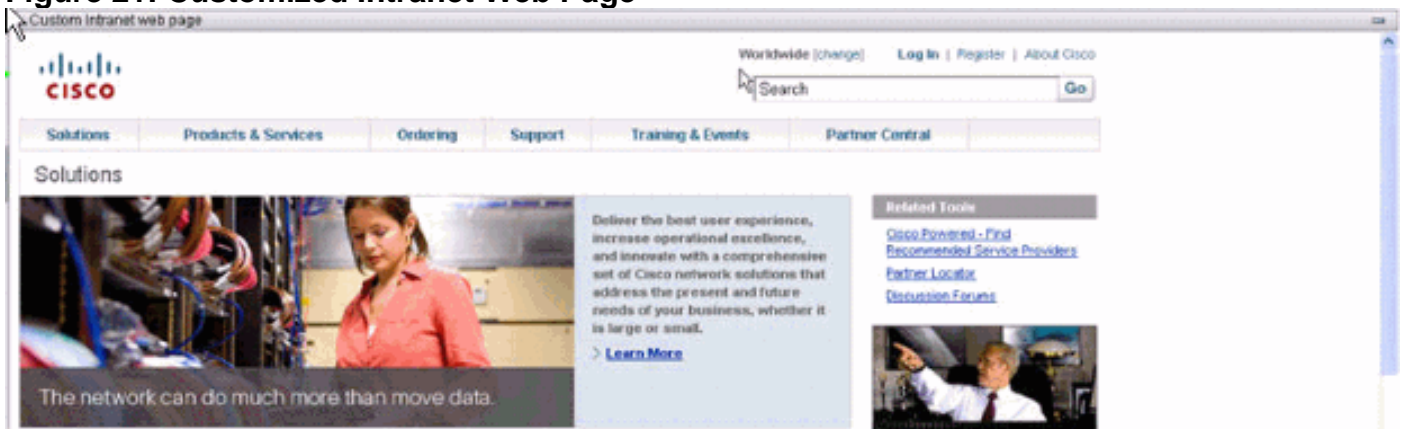 Figure 21: Customized Intranet Web Page
Custom Intranet web page
CISCO
Worldwide [change] Log In | Register | About Cisco
Search Go
Solutions Products & Services Ordering Support Training & Events Partner Central
Solutions
Deliver the best user experience,
increase operational excellence,
and innovate with a comprehensive
set of Cisco network solutions that
address the present and future
needs of your business, whether it
is large or small.
> Learn More
The network can do much more than move data.
Related Tools
Cisco Powered - Find
Recommended Service Providers
Partner Locator
Discussion Forums